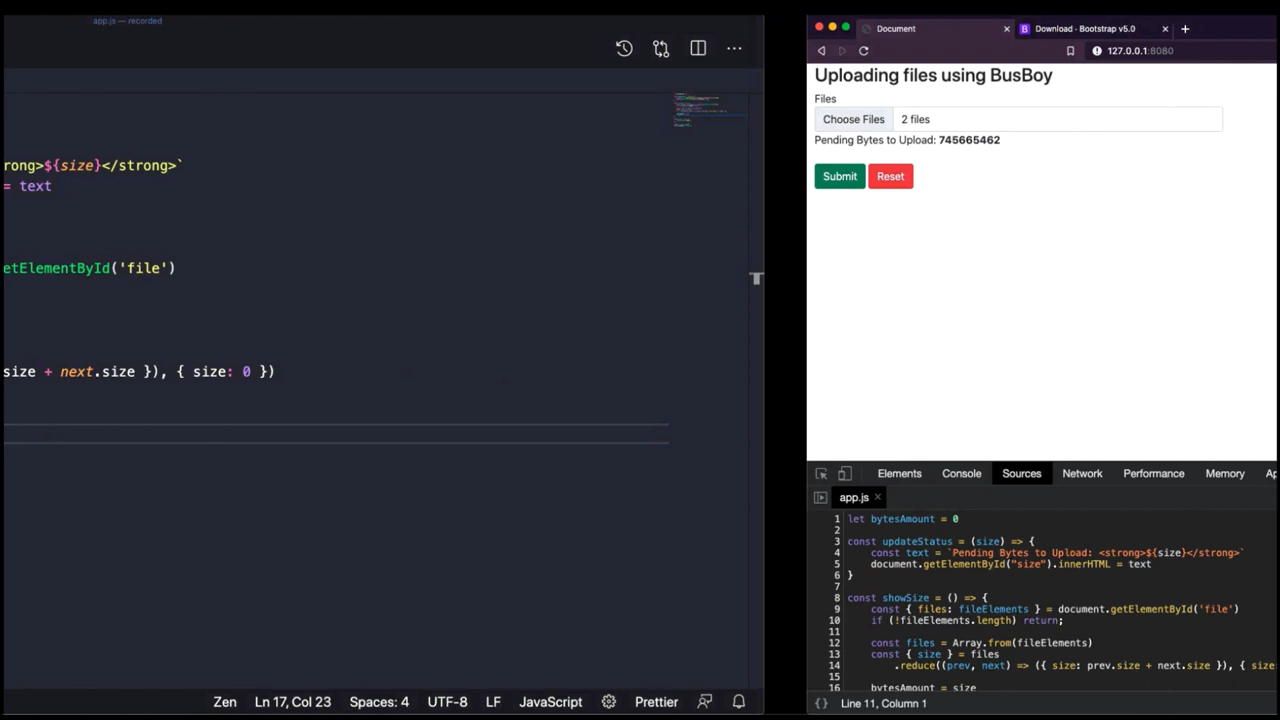 app.js — recorded
rong>${size}</strong>`
= text
etElementById('file')
size + next.size }), { size: 0 })
Zen Ln 17, Col 23 Spaces: 4 UTF-8 LF JavaScript Prettier
Document Download · Bootstrap v5.0
127.0.0.1:8080
Uploading files using BusBoy
Files
Choose Files 2 files
Pending Bytes to Upload: 745665462
Submit Reset
Elements Console Sources Network Performance Memory Ap
app.js
1 let bytesAmount = 0
2
3 const updateStatus = (size) => {
4 const text = `Pending Bytes to Upload: <strong>${size}</strong>`
5 document.getElementById("size").innerHTML = text
6 }
7
8 const showSize = () => {
9 const { files: fileElements } = document.getElementById('file')
10 if (!fileElements.length) return;
11
12 const files = Array.from(fileElements)
13 const { size } = files
14 .reduce((prev, next) => ({ size: prev.size + next.size }), { size
15
16 bytesAmount = size
{} Line 11, Column 1